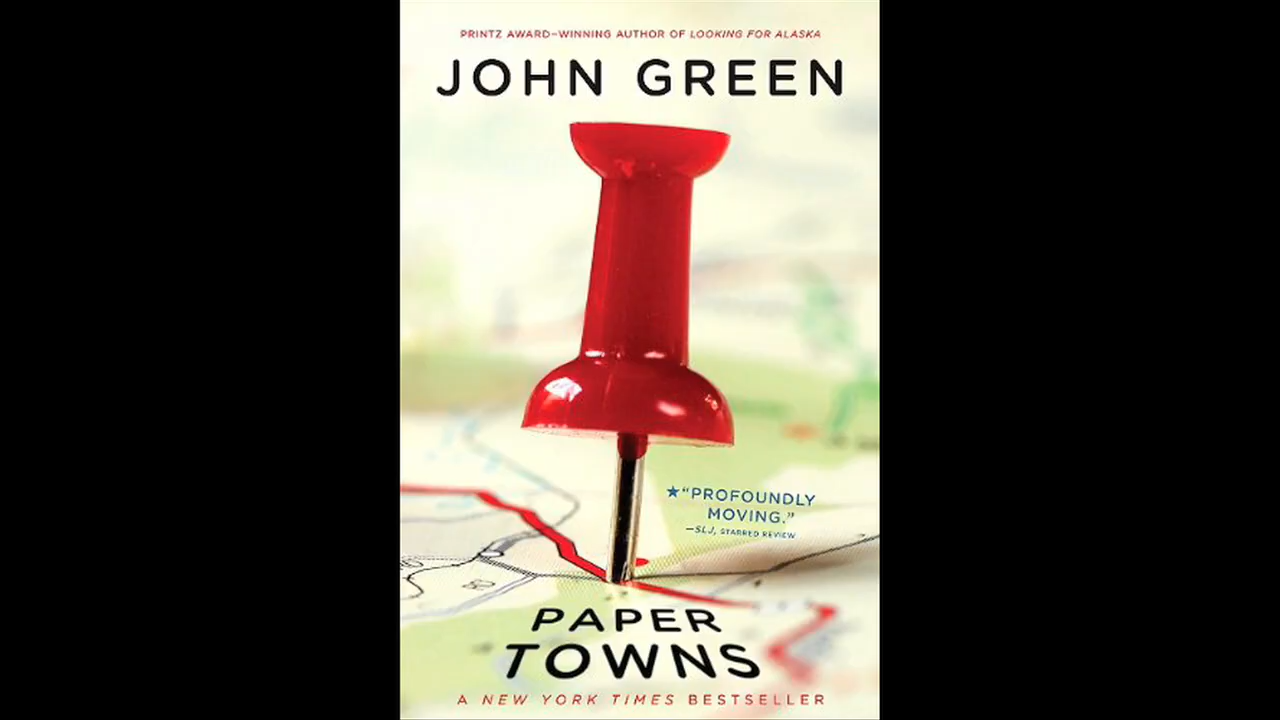 PRINTZ AWARD–WINNING AUTHOR OF LOOKING FOR ALASKA
JOHN GREEN
★“PROFOUNDLY
MOVING.”
—SLJ, STARRED REVIEW
PAPER
TOWNS
A NEW YORK TIMES BESTSELLER